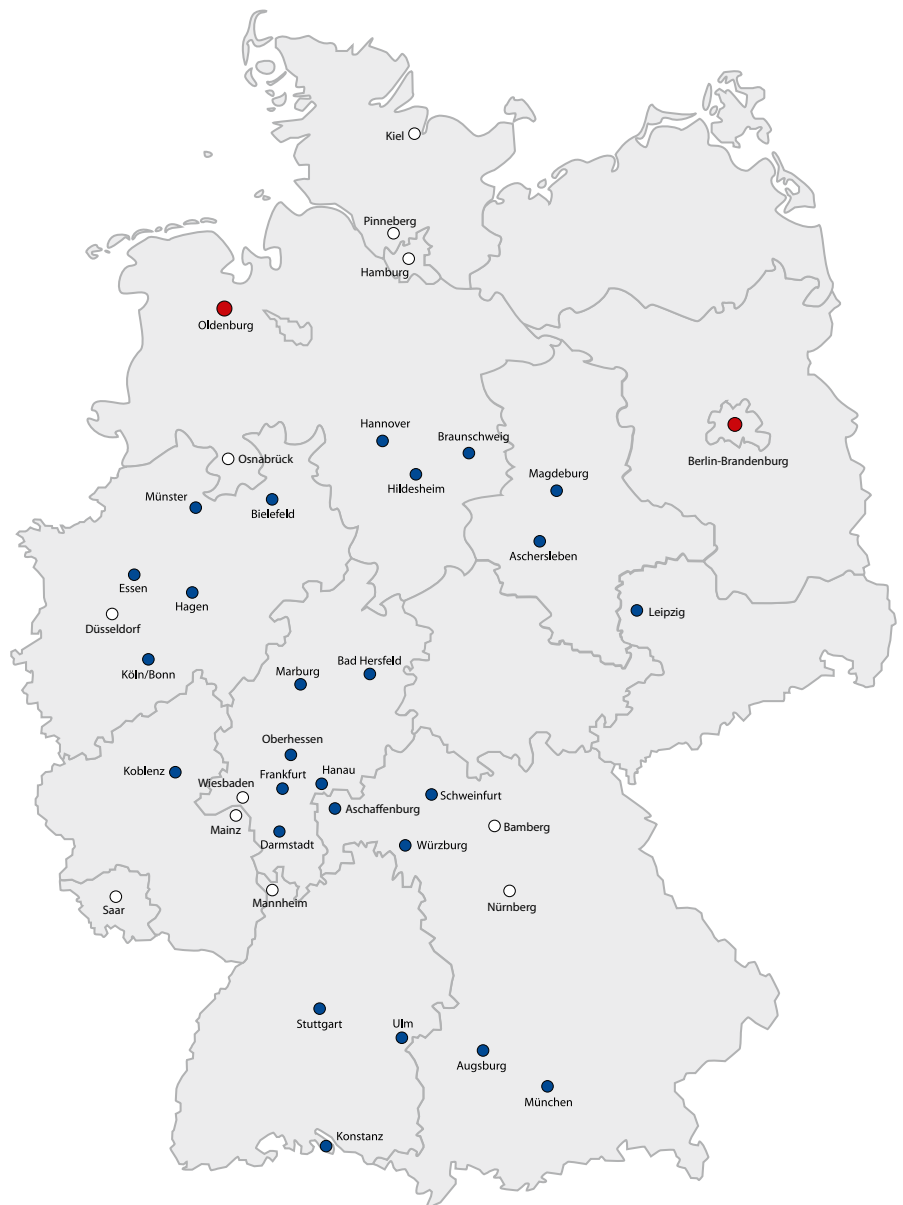 Kiel
Pinneberg
Hamburg
Oldenburg
Hannover
Braunschweig
Berlin-Brandenburg
Osnabrück
Hildesheim
Magdeburg
Münster
Bielefeld
Aschersleben
Essen
Hagen
Leipzig
Düsseldorf
Köln/Bonn
Marburg
Bad Hersfeld
Oberhessen
Koblenz
Frankfurt
Hanau
Wiesbaden
Schweinfurt
Aschaffenburg
Mainz
Bamberg
Darmstadt
Würzburg
Mannheim
Nürnberg
Saar
Stuttgart
Ulm
Augsburg
München
Konstanz